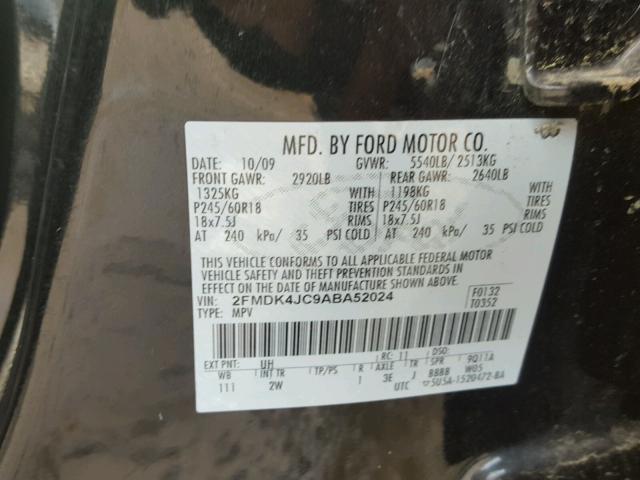 MFD. BY FORD MOTOR CO.
DATE: 10/09 GVWR: 5540LB/ 2513KG
FRONT GAWR: 2920LB REAR GAWR: 2640LB
1325KG WITH 1198KG WITH
P245/60R18 TIRES P245/60R18 TIRES
18x7.5J RIMS 18x7.5J RIMS
AT 240 kPa/ 35 PSI COLD AT 240 kPa/ 35 PSI COLD
THIS VEHICLE CONFORMS TO ALL APPLICABLE FEDERAL MOTOR
VEHICLE SAFETY AND THEFT PREVENTION STANDARDS IN
EFFECT ON THE DATE OF MANUFACTURE SHOWN ABOVE.
VIN: 2FMDK4JC9ABA52024 F0132
TYPE: MPV T0352
EXT PNT: UH RC: 11 DSO:
WB INT TR TP/PS R AXLE TR SPR 9Q11A
111 2W 1 3E J BBBB W05
UTC 5U5A-1520472-BA